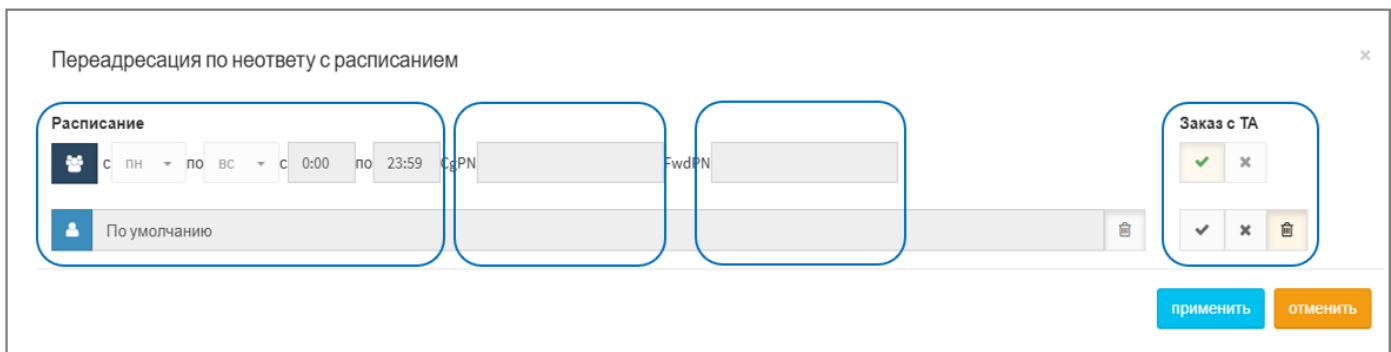 Переадресация по неответу с расписанием ×
Расписание Заказ с ТА
с пн по вс с 0:00 по 23:59 CgPN FwdPN
По умолчанию
применить отменить